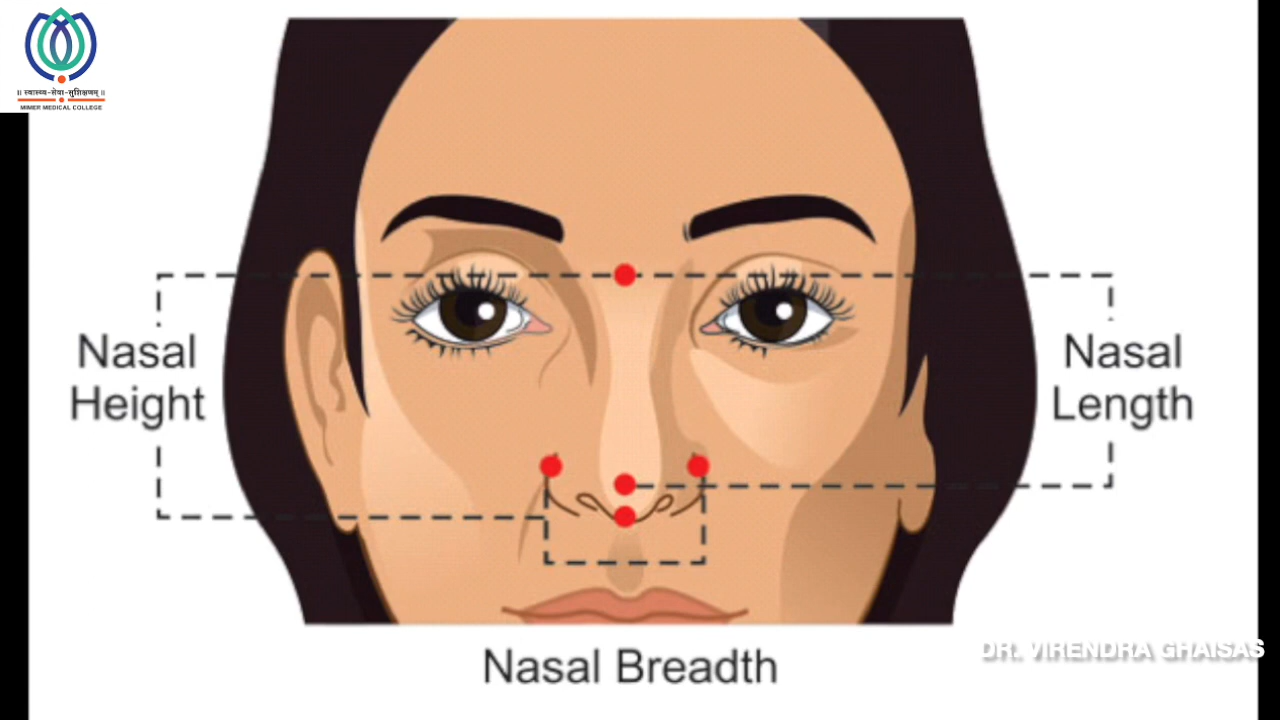 ॥ स्वास्थ्य-सेवा-सुशिक्षणम् ॥
MIMER MEDICAL COLLEGE
Nasal
Height
Nasal
Length
Nasal Breadth
DR. VIRENDRA GHAISAS